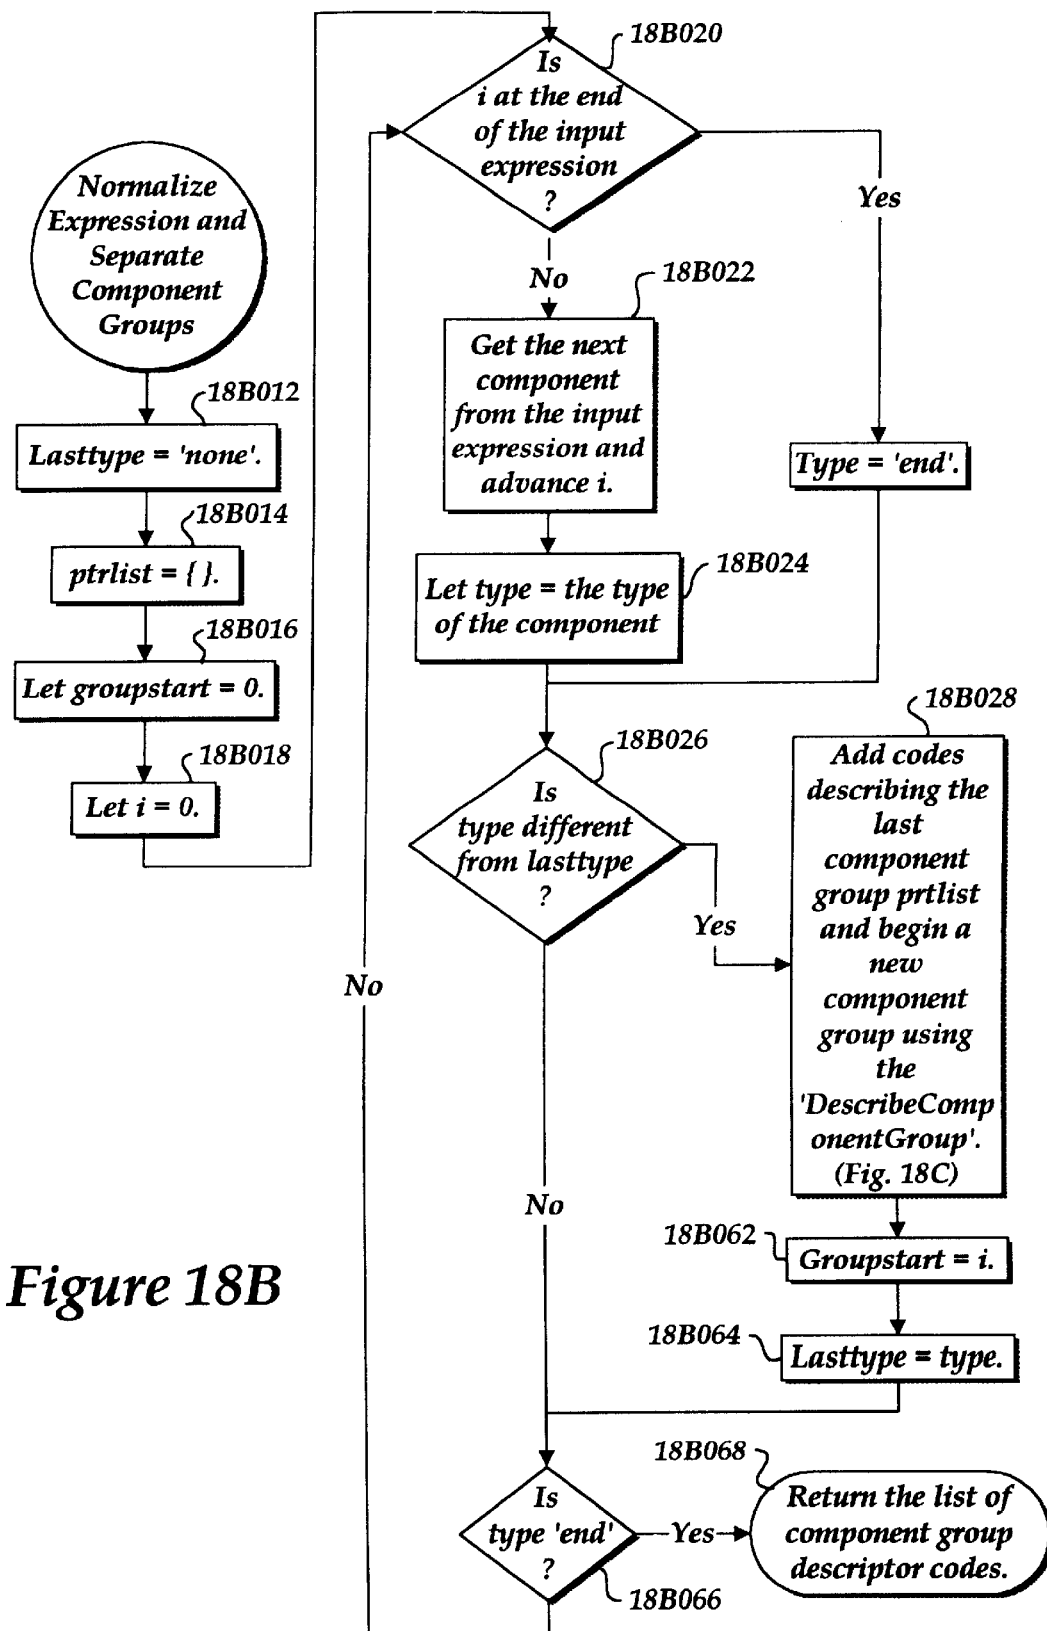 Normalize
Expression and
Separate
Component
Groups
18B012
Lasttype = 'none'.
18B014
ptrlist = { }.
18B016
Let groupstart = 0.
18B018
Let i = 0.
18B020
Is
i at the end
of the input
expression
?
Yes
No
18B022
Get the next
component
from the input
expression and
advance i.
Type = 'end'.
18B024
Let type = the type
of the component
18B026
Is
type different
from lasttype
?
Yes
18B028
Add codes
describing the
last
component
group prtlist
and begin a
new
component
group using
the
'DescribeComp
onentGroup'.
(Fig. 18C)
No
No
18B062
Groupstart = i.
18B064
Lasttype = type.
Figure 18B
Is
type 'end'
?
18B066
Yes
18B068
Return the list of
component group
descriptor codes.